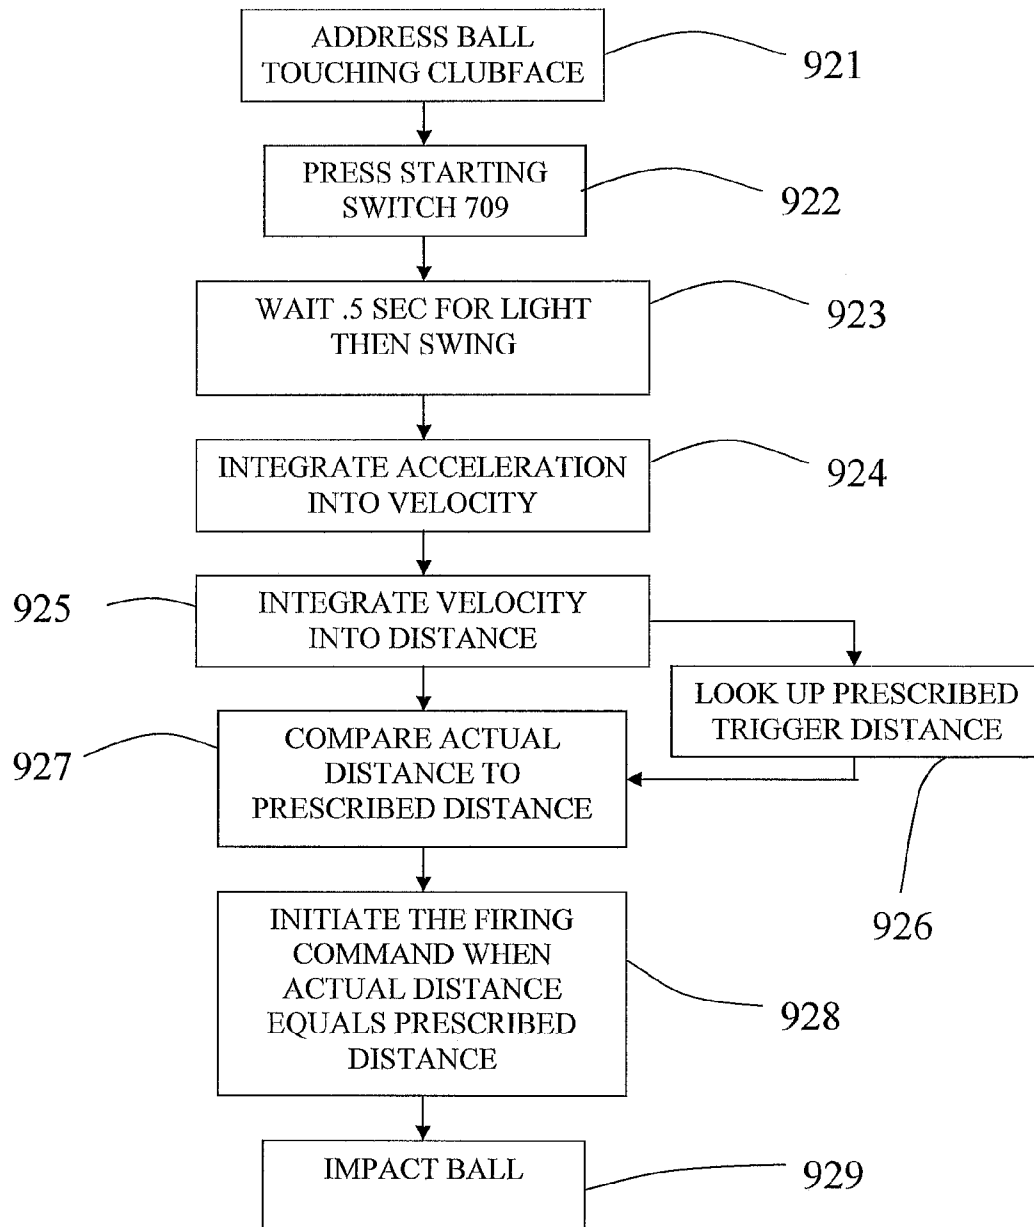 ADDRESS BALL
TOUCHING CLUBFACE
921
PRESS STARTING
SWITCH 709
922
WAIT .5 SEC FOR LIGHT
THEN SWING
923
INTEGRATE ACCELERATION
INTO VELOCITY
924
925
INTEGRATE VELOCITY
INTO DISTANCE
LOOK UP PRESCRIBED
TRIGGER DISTANCE
926
927
COMPARE ACTUAL
DISTANCE TO
PRESCRIBED DISTANCE
INITIATE THE FIRING
COMMAND WHEN
ACTUAL DISTANCE
EQUALS PRESCRIBED
DISTANCE
928
IMPACT BALL
929